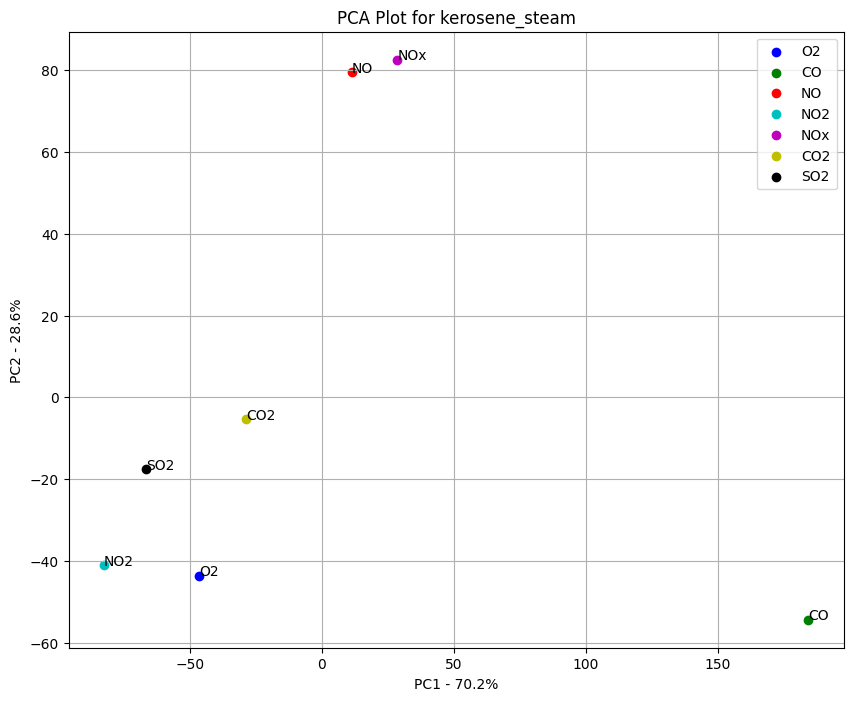 PCA Plot for kerosene_steam
O2
CO
NO
NO2
NOx
CO2
SO2
NO
NOx
CO2
SO2
NO2
O2
CO
80
60
40
20
0
−20
−40
−60
PC2 - 28.6%
−50
0
50
100
150
PC1 - 70.2%